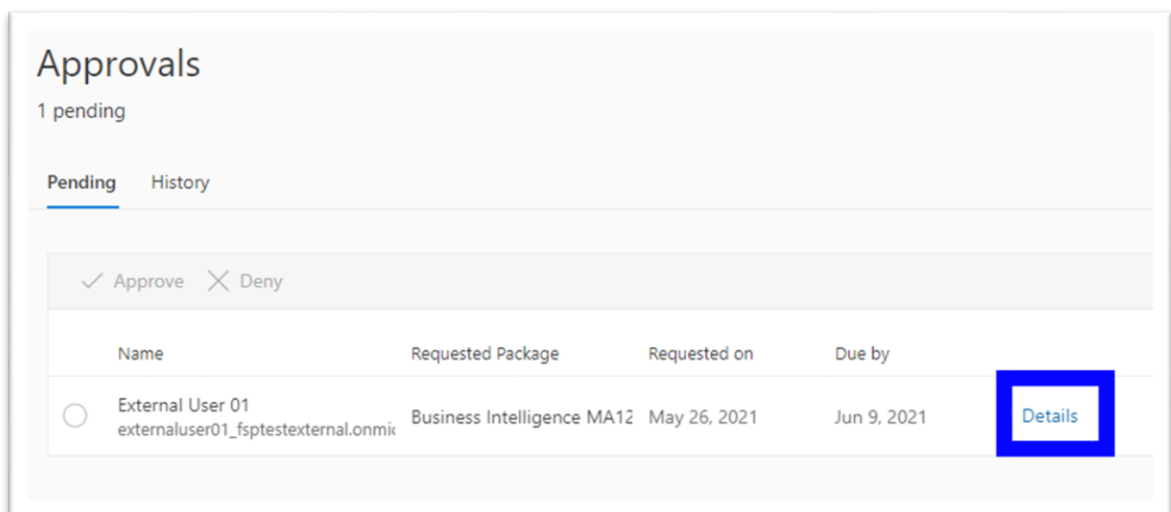 Approvals
1 pending
Pending History
Approve Deny
Name Requested Package Requested on Due by
External User 01
externaluser01_fsptestexternal.onmic
Business Intelligence MA12 May 26, 2021 Jun 9, 2021 Details